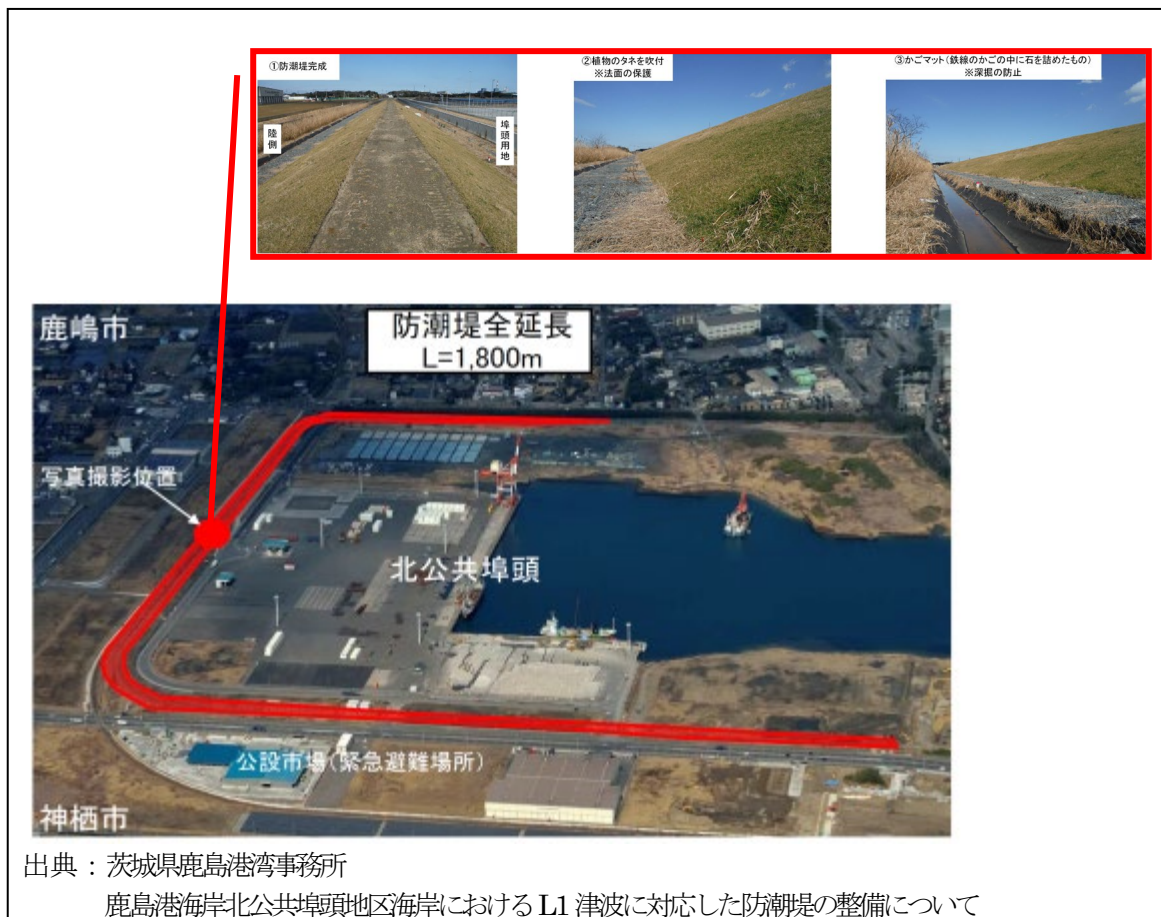 ①防潮堤完成
陸側
埠頭用地
②植物のタネを吹付
※法面の保護
③かごマット(鉄線のかごの中に石を詰めたもの)
※深掘の防止
鹿嶋市
防潮堤全延長
L=1,800m
写真撮影位置
北公共埠頭
公設市場(緊急避難場所)
神栖市
出典：茨城県鹿島港湾事務所
鹿島港海岸北公共埠頭地区海岸におけるL1津波に対応した防潮堤の整備について